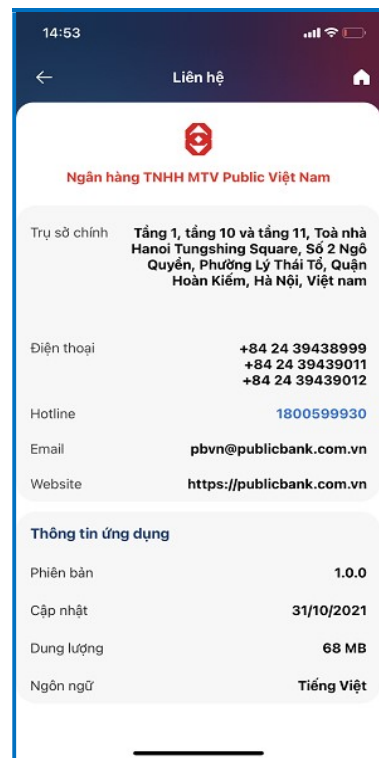 14:53
Liên hệ
Ngân hàng TNHH MTV Public Việt Nam
Trụ sở chính
Tầng 1, tầng 10 và tầng 11, Toà nhà
Hanoi Tungshing Square, Số 2 Ngô
Quyền, Phường Lý Thái Tổ, Quận
Hoàn Kiếm, Hà Nội, Việt nam
Điện thoại
+84 24 39438999
+84 24 39439011
+84 24 39439012
Hotline 1800599930
Email pbvn@publicbank.com.vn
Website https://publicbank.com.vn
Thông tin ứng dụng
Phiên bản 1.0.0
Cập nhật 31/10/2021
Dung lượng 68 MB
Ngôn ngữ Tiếng Việt